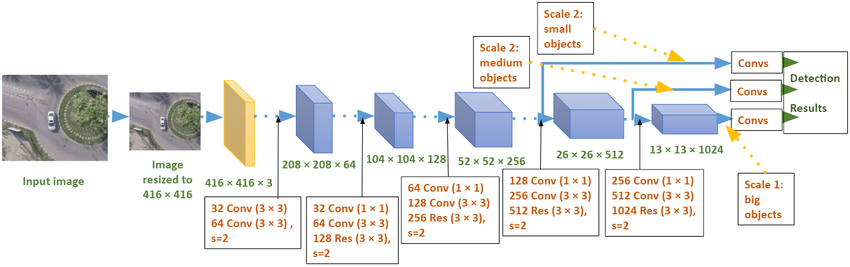 Scale 2:
small
objects
Scale 2:
medium
objects
Convs
Convs
Convs
Detection
Results
Input image
Image
resized to
416 × 416
416 × 416 × 3
208 × 208 × 64
104 × 104 × 128
52 × 52 × 256
26 × 26 × 512
13 × 13 × 1024
32 Conv (3 × 3)
64 Conv (3 × 3) ,
s=2
32 Conv (1 × 1)
64 Conv (3 × 3)
128 Res (3 × 3),
s=2
64 Conv (1 × 1)
128 Conv (3 × 3)
256 Res (3 × 3),
s=2
128 Conv (1 × 1)
256 Conv (3 × 3)
512 Res (3 × 3),
s=2
256 Conv (1 × 1)
512 Conv (3 × 3)
1024 Res (3 × 3),
s=2
Scale 1:
big
objects